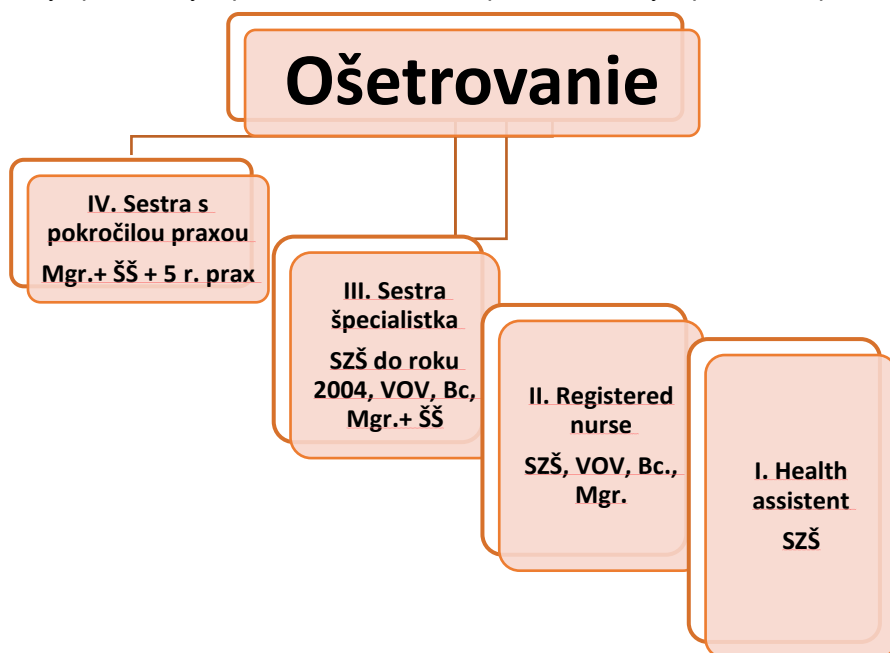 Ošetrovanie
IV. Sestra s
pokročilou praxou
Mgr.+ ŠŠ + 5 r. prax
III. Sestra
špecialistka
SZŠ do roku
2004, VOV, Bc,
Mgr.+ ŠŠ
II. Registered
nurse
SZŠ, VOV, Bc.,
Mgr.
I. Health
assistent
SZŠ